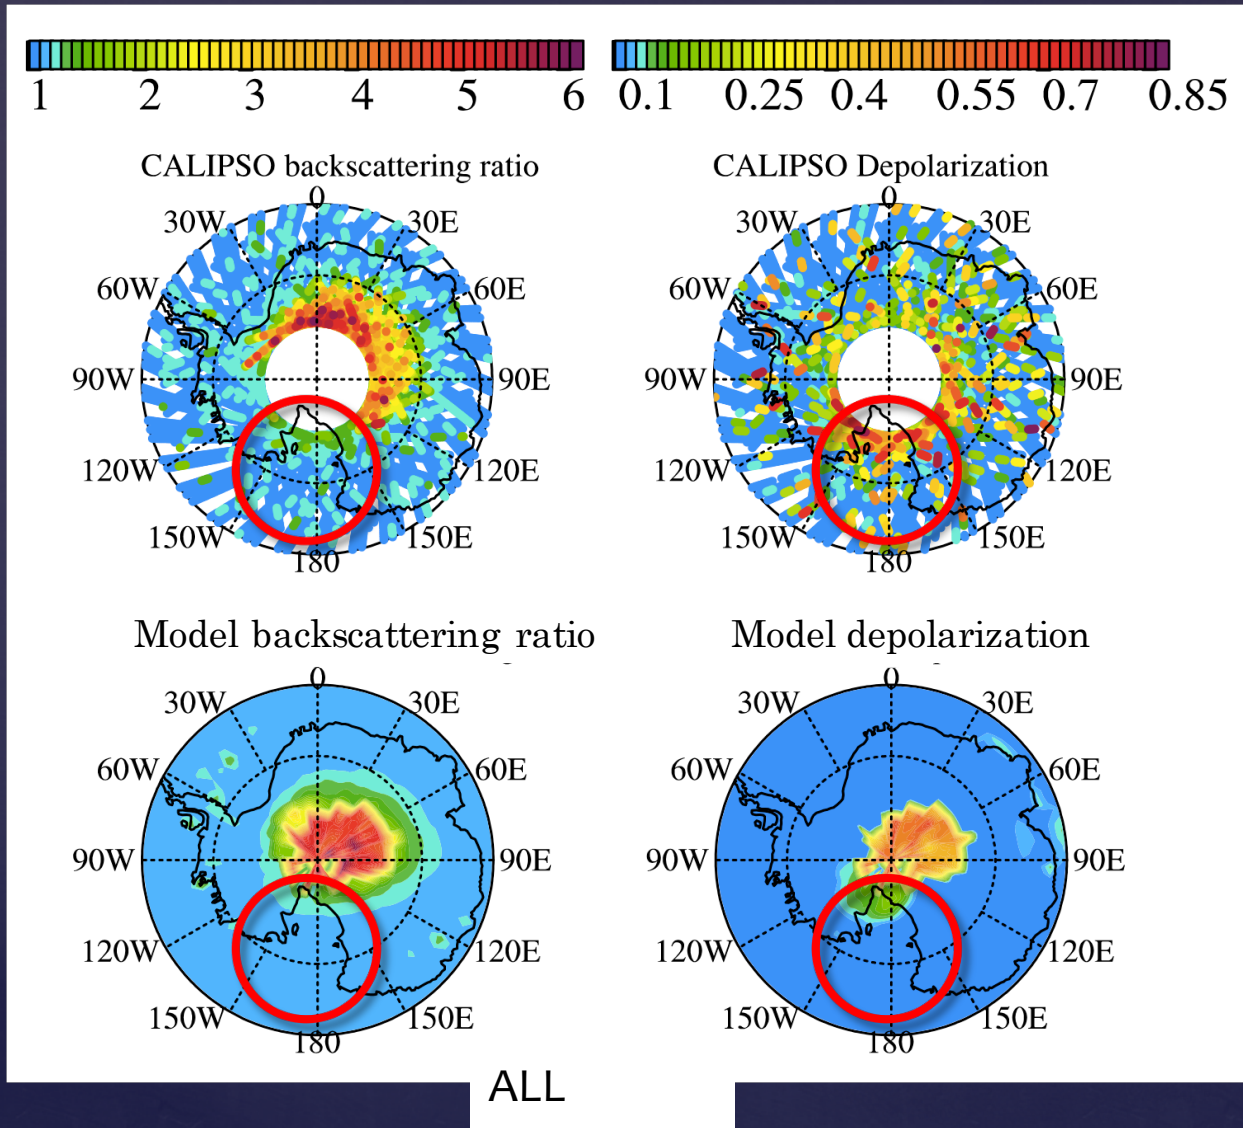 1 2 3 4 5 6
0.1 0.25 0.4 0.55 0.7 0.85
CALIPSO backscattering ratio
0
30W 30E
60W 60E
90W 90E
120W 120E
150W 150E
180
CALIPSO Depolarization
0
30W 30E
60W 60E
90W 90E
120W 120E
150W 150E
180
Model backscattering ratio
0
30W 30E
60W 60E
90W 90E
120W 120E
150W 150E
180
Model depolarization
0
30W 30E
60W 60E
90W 90E
120W 120E
150W 150E
180
ALL